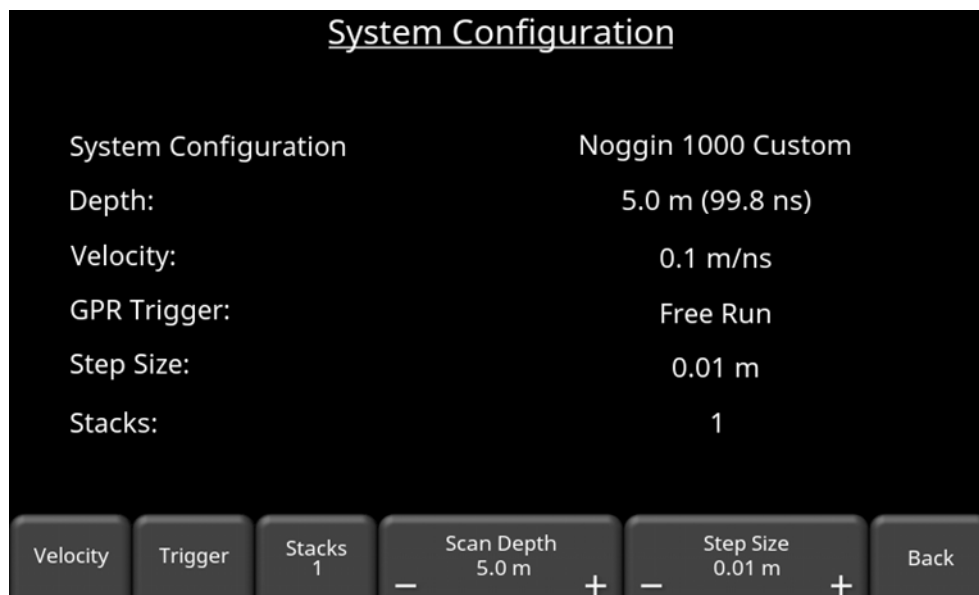 System Configuration
System Configuration Noggin 1000 Custom
Depth: 5.0 m (99.8 ns)
Velocity: 0.1 m/ns
GPR Trigger: Free Run
Step Size: 0.01 m
Stacks: 1
Velocity
Trigger
Stacks
1
Scan Depth
– 5.0 m +
Step Size
– 0.01 m +
Back